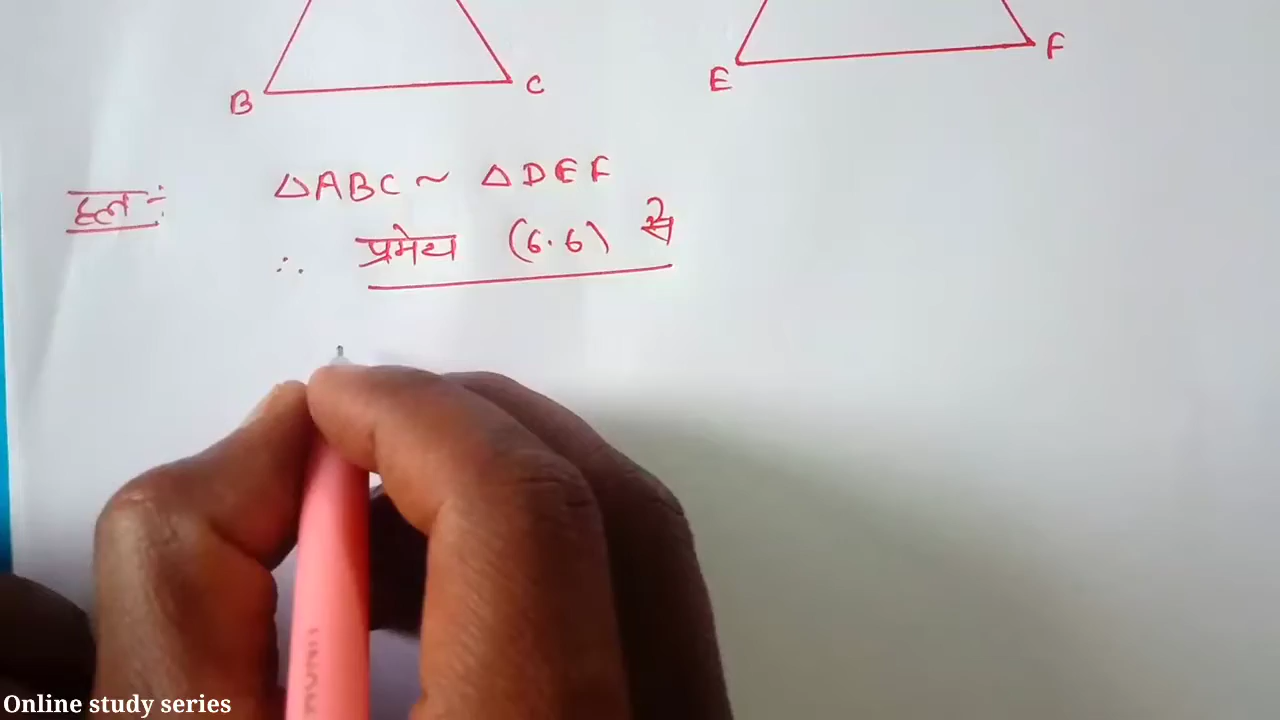 B C E F
हल :-
△ABC ~ △DEF
∴ प्रमेय (6.6) से
Online study series